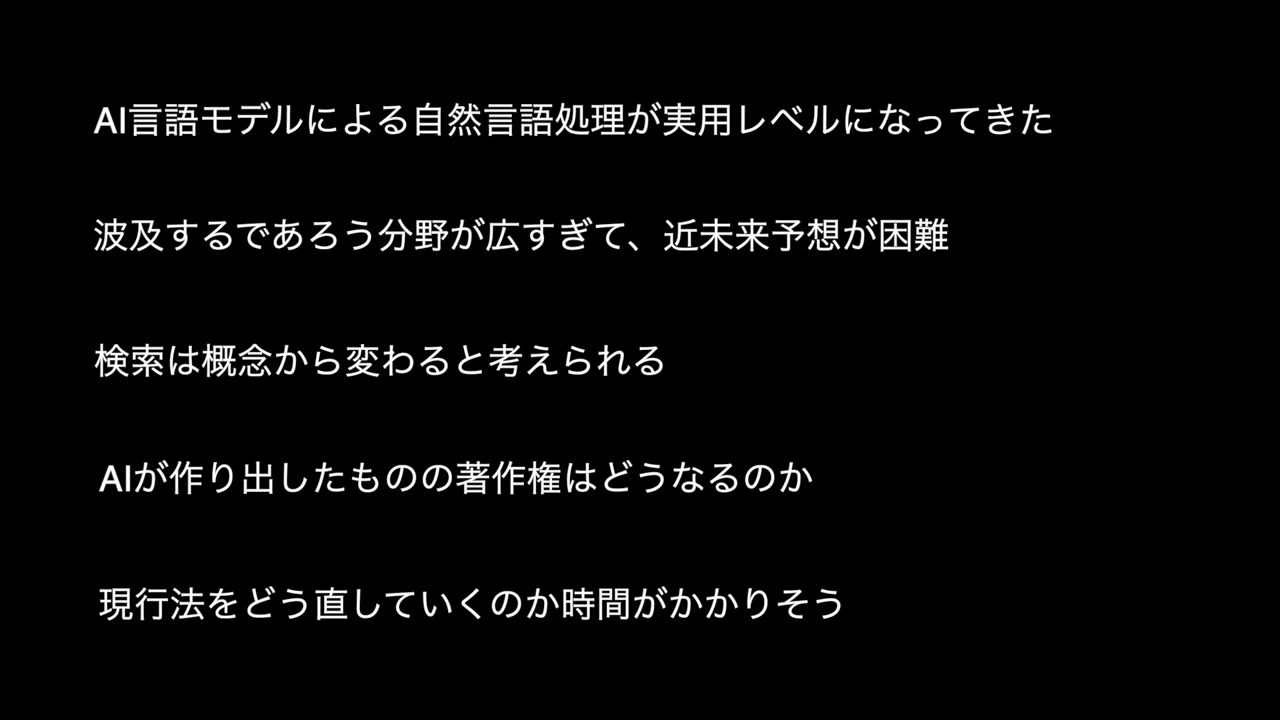 AI言語モデルによる自然言語処理が実用レベルになってきた
波及するであろう分野が広すぎて、近未来予想が困難
検索は概念から変わると考えられる
AIが作り出したものの著作権はどうなるのか
現行法をどう直していくのか時間がかかりそう